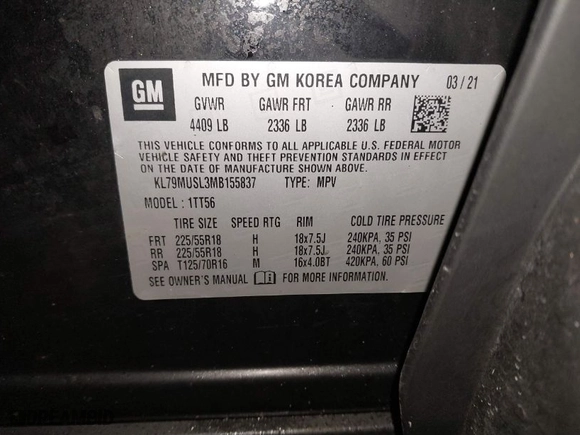 GM MFD BY GM KOREA COMPANY 03 / 21
GVWR GAWR FRT GAWR RR
4409 LB 2336 LB 2336 LB
THIS VEHICLE CONFORMS TO ALL APPLICABLE U.S. FEDERAL MOTOR
VEHICLE SAFETY AND THEFT PREVENTION STANDARDS IN EFFECT
ON THE DATE OF MANUFACTURE SHOWN ABOVE.
KL79MUSL3MB155837 TYPE: MPV
MODEL : 1TT56
TIRE SIZE SPEED RTG RIM COLD TIRE PRESSURE
FRT 225/55R18 H 18x7.5J 240KPA, 35 PSI
RR 225/55R18 H 18x7.5J 240KPA, 35 PSI
SPA T125/70R16 M 16x4.0BT 420KPA, 60 PSI
SEE OWNER'S MANUAL FOR MORE INFORMATION